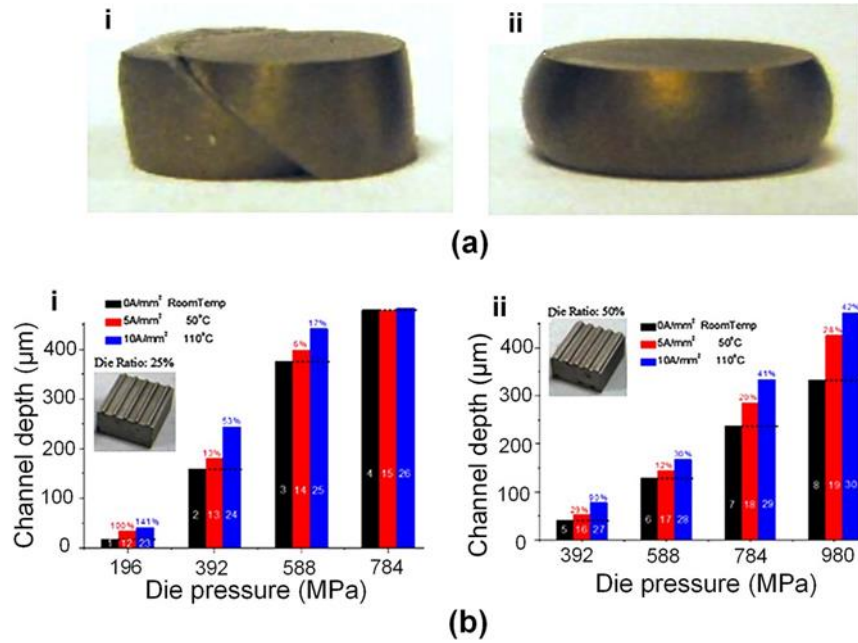 i
ii
(a)
i
0A/mm² RoomTemp
5A/mm² 50°C
10A/mm² 110°C
Die Ratio: 25%
Channel depth (µm)
400
300
200
100
0
100%
141%
13%
53%
6%
17%
1 12 23
2 13 24
3 14 25
4 15 26
196 392 588 784
Die pressure (MPa)
ii
Die Ratio: 50%
0A/mm² RoomTemp
5A/mm² 50°C
10A/mm² 110°C
Channel depth (µm)
400
300
200
100
0
90%
12%
30%
20%
41%
28%
42%
5 16 27
6 17 28
7 18 29
8 19 30
392 588 784 980
Die pressure (MPa)
(b)